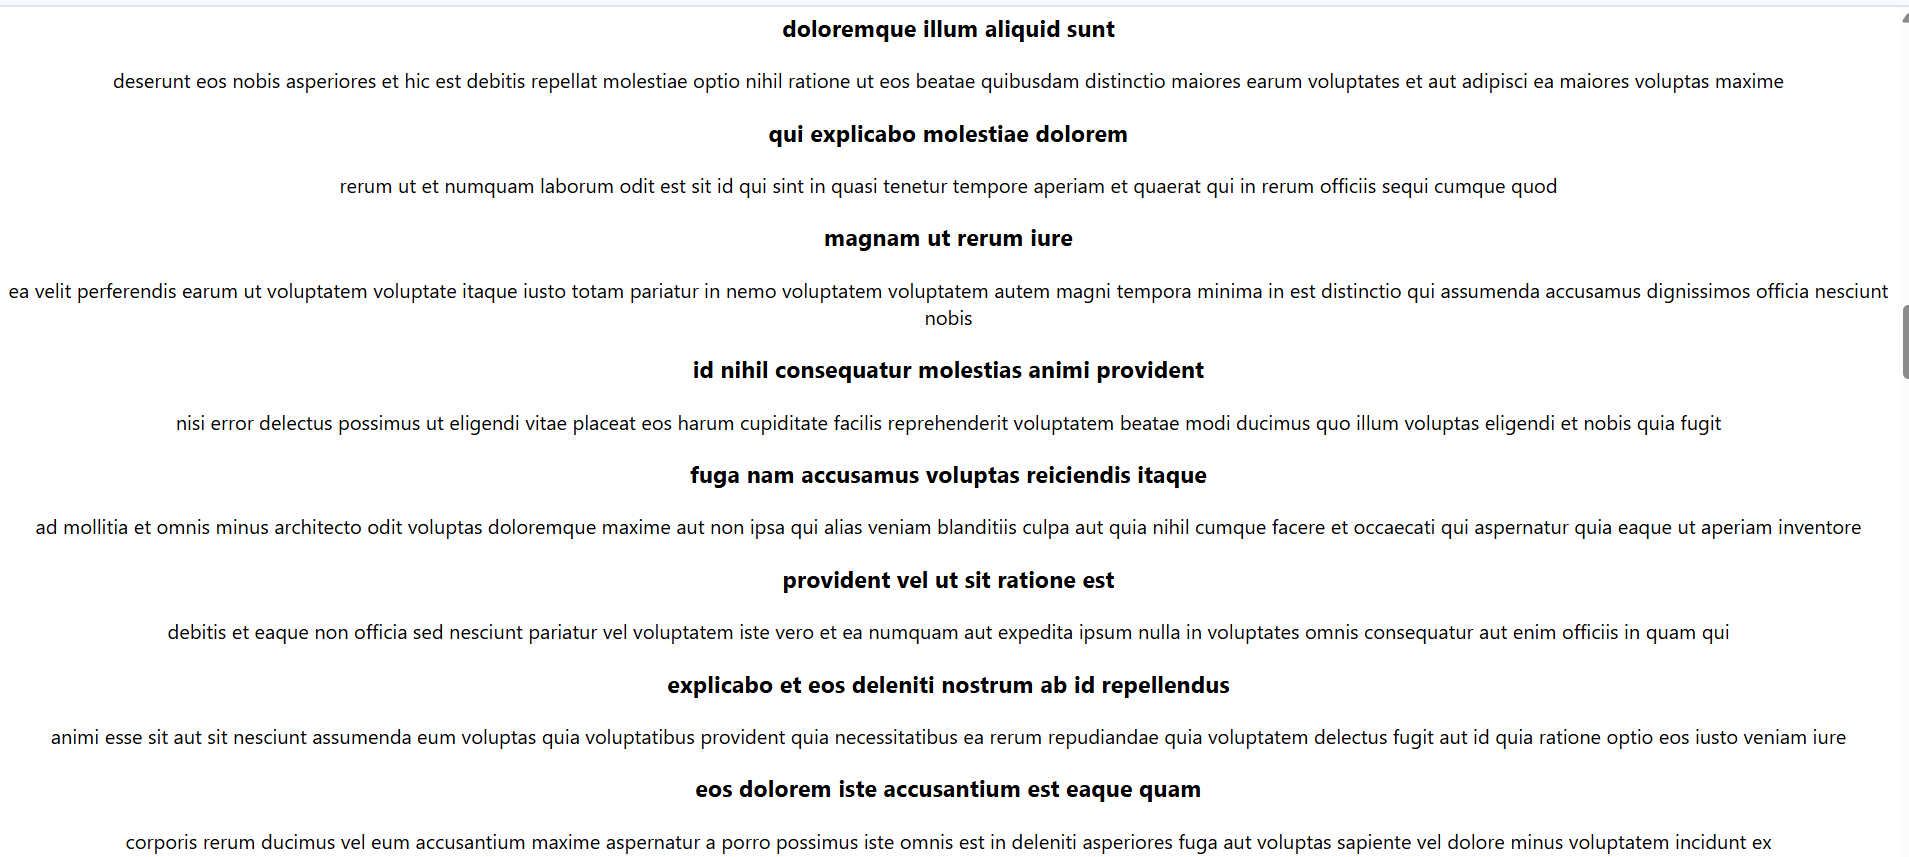 doloremque illum aliquid sunt
deserunt eos nobis asperiores et hic est debitis repellat molestiae optio nihil ratione ut eos beatae quibusdam distinctio maiores earum voluptates et aut adipisci ea maiores voluptas maxime
qui explicabo molestiae dolorem
rerum ut et numquam laborum odit est sit id qui sint in quasi tenetur tempore aperiam et quaerat qui in rerum officiis sequi cumque quod
magnam ut rerum iure
ea velit perferendis earum ut voluptatem voluptate itaque iusto totam pariatur in nemo voluptatem voluptatem autem magni tempora minima in est distinctio qui assumenda accusamus dignissimos officia nesciunt
nobis
id nihil consequatur molestias animi provident
nisi error delectus possimus ut eligendi vitae placeat eos harum cupiditate facilis reprehenderit voluptatem beatae modi ducimus quo illum voluptas eligendi et nobis quia fugit
fuga nam accusamus voluptas reiciendis itaque
ad mollitia et omnis minus architecto odit voluptas doloremque maxime aut non ipsa qui alias veniam blanditiis culpa aut quia nihil cumque facere et occaecati qui aspernatur quia eaque ut aperiam inventore
provident vel ut sit ratione est
debitis et eaque non officia sed nesciunt pariatur vel voluptatem iste vero et ea numquam aut expedita ipsum nulla in voluptates omnis consequatur aut enim officiis in quam qui
explicabo et eos deleniti nostrum ab id repellendus
animi esse sit aut sit nesciunt assumenda eum voluptas quia voluptatibus provident quia necessitatibus ea rerum repudiandae quia voluptatem delectus fugit aut id quia ratione optio eos iusto veniam iure
eos dolorem iste accusantium est eaque quam
corporis rerum ducimus vel eum accusantium maxime aspernatur a porro possimus iste omnis est in deleniti asperiores fuga aut voluptas sapiente vel dolore minus voluptatem incidunt ex